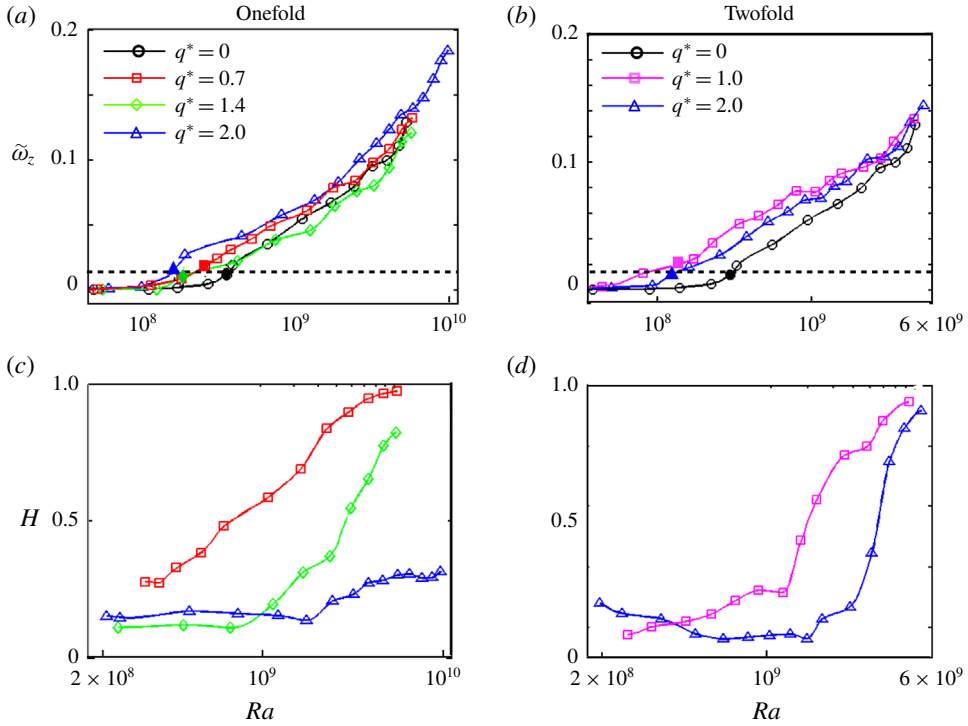 (a) Onefold
0.2
q* = 0
q* = 0.7
q* = 1.4
q* = 2.0
ω̃z
0.1
0
10^8 10^9 10^10
(b) Twofold
0.2
q* = 0
q* = 1.0
q* = 2.0
0.1
0
10^8 10^9 6 × 10^9
(c)
1.0
H
0.5
0
2 × 10^8 10^9 10^10
Ra
(d)
1.0
0.5
0
2 × 10^8 10^9 6 × 10^9
Ra